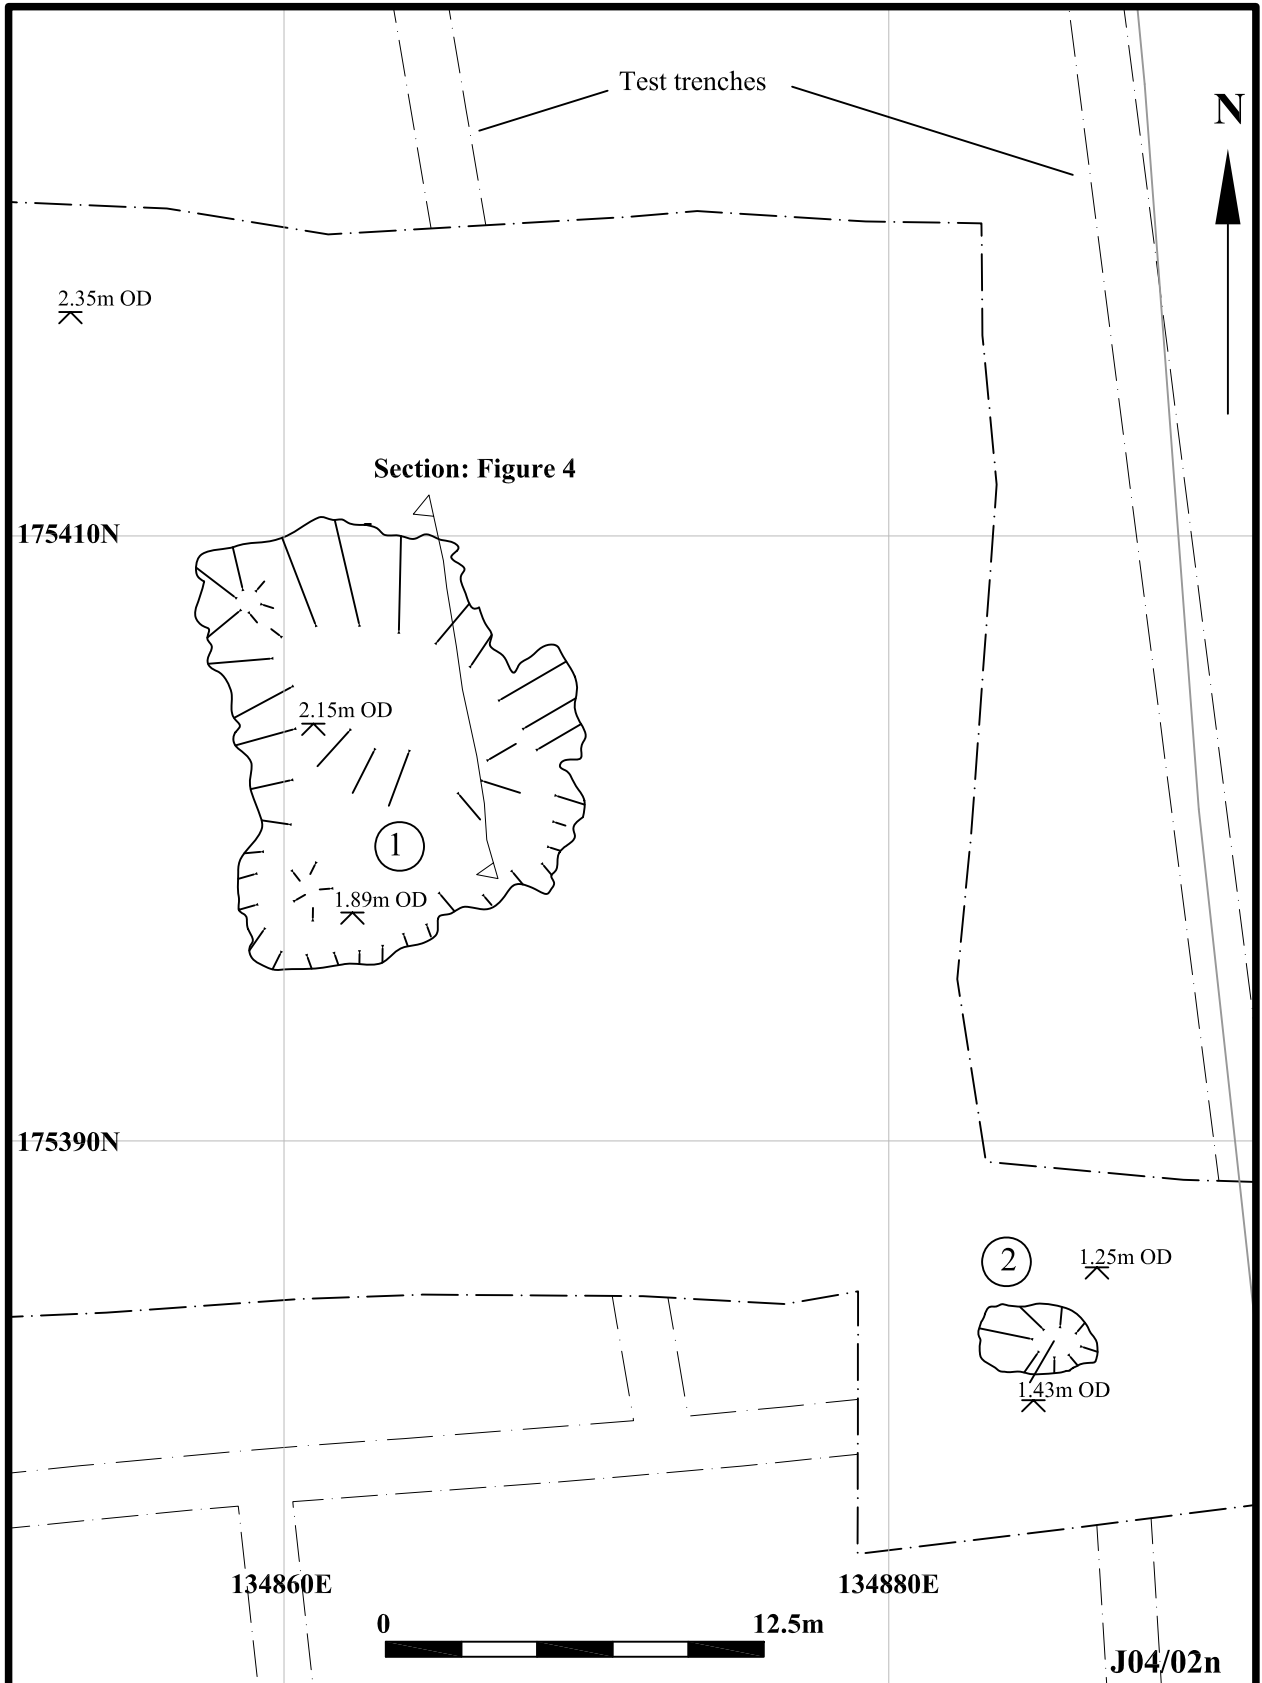 Test trenches
N
2.35m OD
Section: Figure 4
175410N
2.15m OD
1
1.89m OD
175390N
2
1.25m OD
1.43m OD
134860E
134880E
0
12.5m
J04/02n